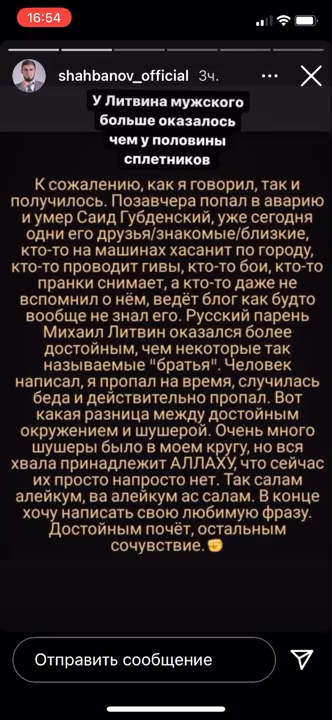 16:54
shahbanov_official 3ч.
У Литвина мужского
больше оказалось
чем у половины
сплетников
К сожалению, как я говорил, так и
получилось. Позавчера попал в аварию
и умер Саид Губденский, уже сегодня
одни его друзья/знакомые/близкие,
кто-то на машинах хасанит по городу,
кто-то проводит гивы, кто-то бои, кто-то
пранки снимает, а кто-то даже не
вспомнил о нём, ведёт блог как будто
вообще не знал его. Русский парень
Михаил Литвин оказался более
достойным, чем некоторые так
называемые "братья". Человек
написал, я пропал на время, случилась
беда и действительно пропал. Вот
какая разница между достойным
окружением и шушерой. Очень много
шушеры было в моем кругу, но вся
хвала принадлежит АЛЛАХУ, что сейчас
их просто напросто нет. Так салам
алейкум, ва алейкум ас салам. В конце
хочу написать свою любимую фразу.
Достойным почёт, остальным
сочувствие.✊
Отправить сообщение